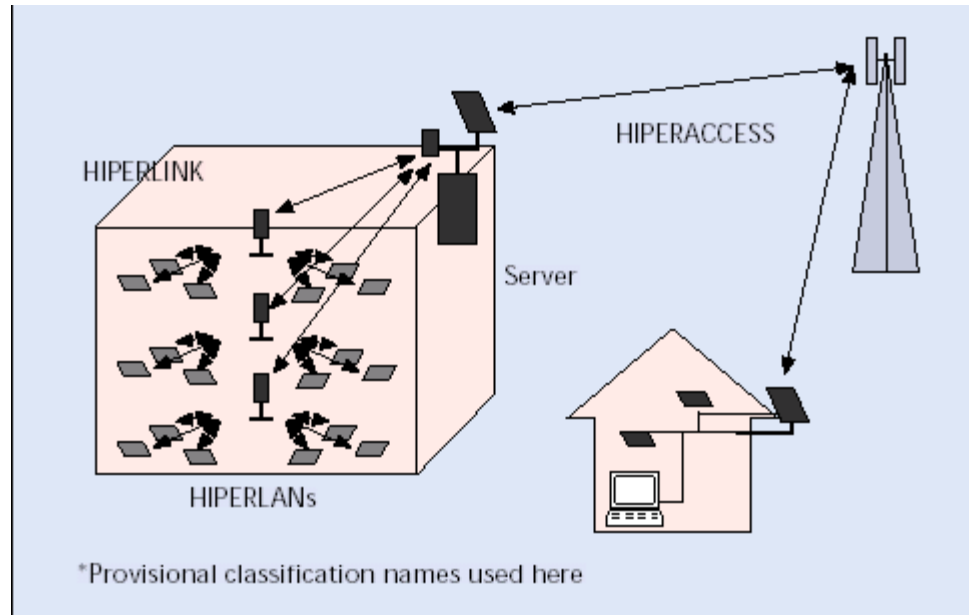 HIPERLINK
HIPERACCESS
Server
HIPERLANs
*Provisional classification names used here